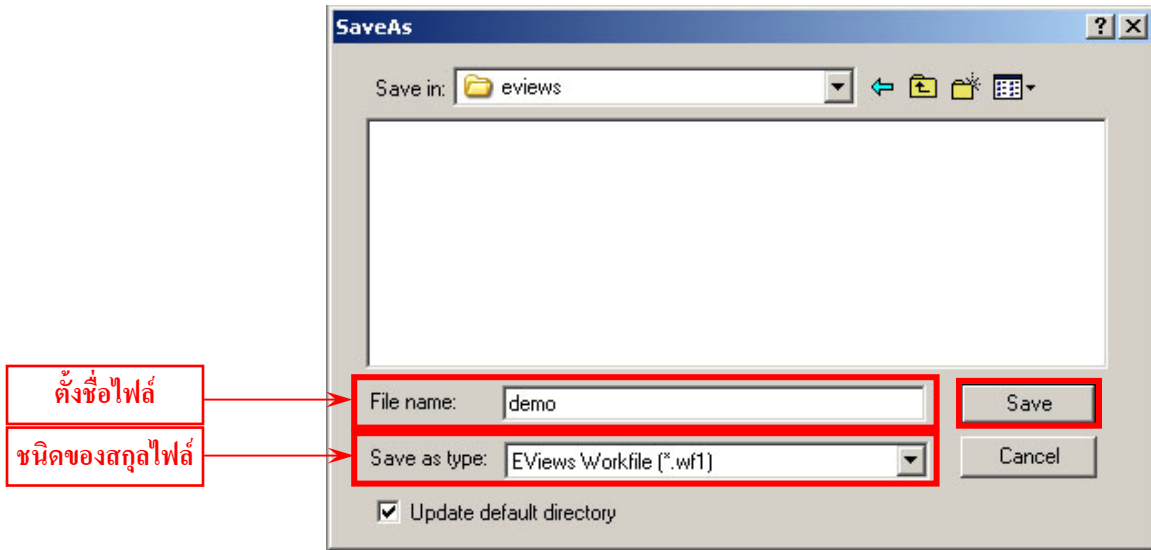 SaveAs
Save in: eviews
ตั้งชื่อไฟล์
File name: demo
Save
ชนิดของสกุลไฟล์
Save as type: EViews Workfile (*.wf1)
Cancel
Update default directory